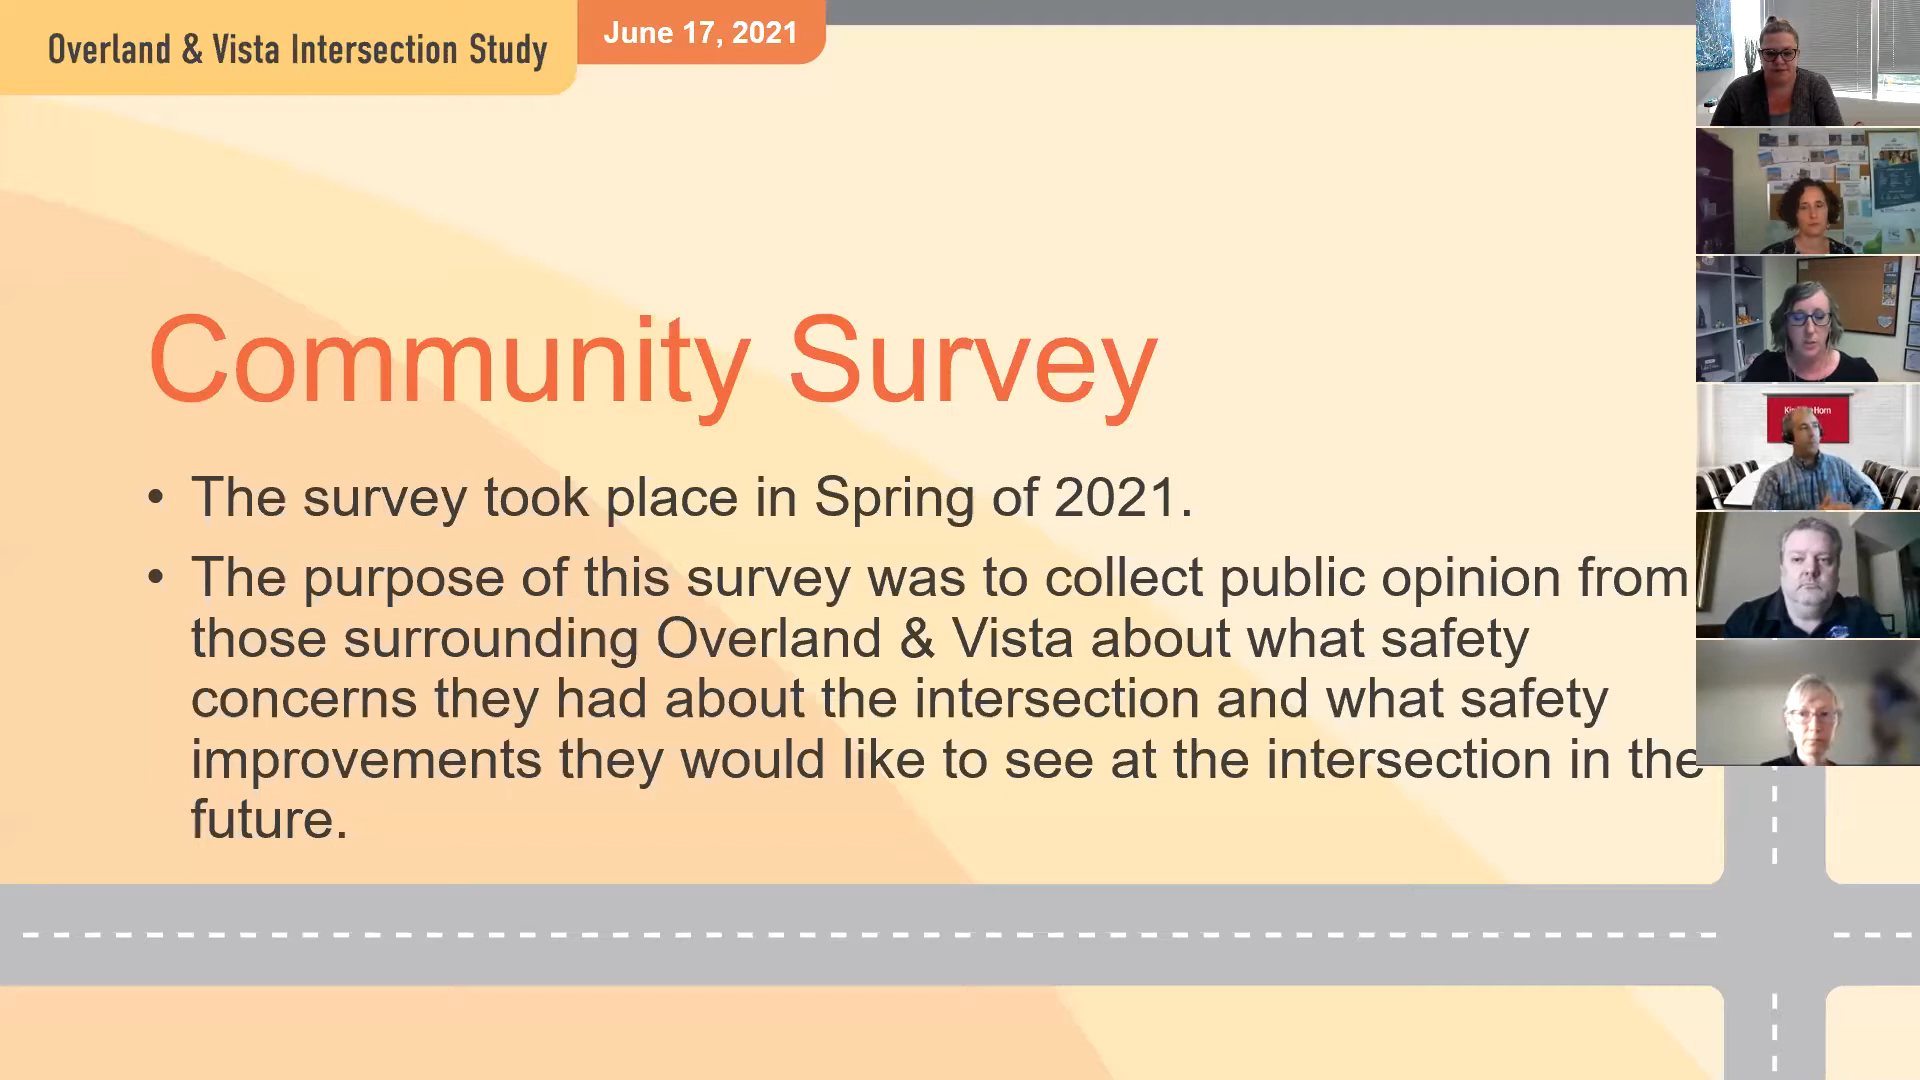 Overland & Vista Intersection Study
June 17, 2021
Community Survey
• The survey took place in Spring of 2021.
• The purpose of this survey was to collect public opinion from
those surrounding Overland & Vista about what safety
concerns they had about the intersection and what safety
improvements they would like to see at the intersection in the
future.
Horn